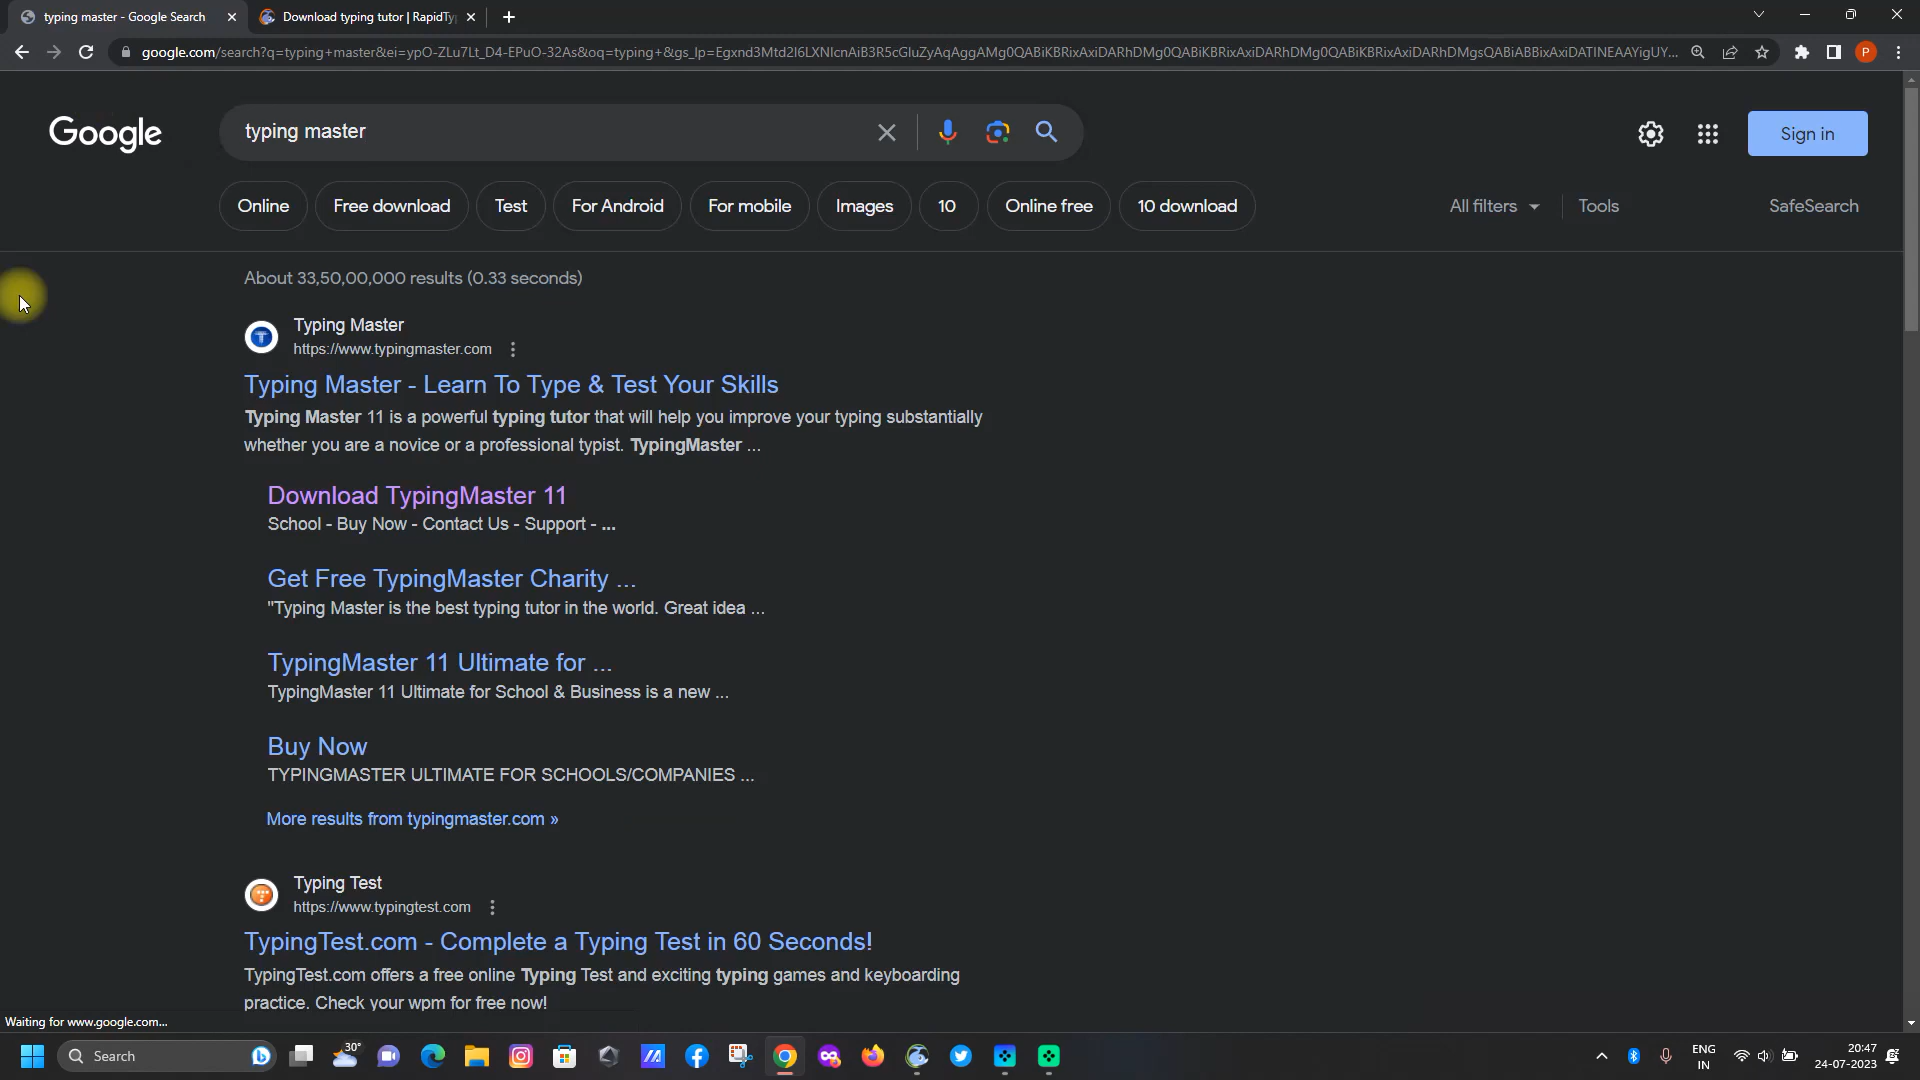 typing master - Google Search
Download typing tutor | RapidTy
google.com/search?q=typing+master&ei=ypO-ZLu7Lt_D4-EPuO-32As&oq=typing+&gs_lp=
Google
typing master
Sign in
Online
Free download
Test
For Android
For mobile
Images
10
Online free
10 download
All filters
Tools
SafeSearch
About 33,50,00,000 results (0.33 seconds)
Typing Master
https://www.typingmaster.com
Typing Master - Learn To Type & Test Your Skills
Typing Master 11 is a powerful typing tutor that will help you improve your typing substantially
whether you are a novice or a professional typist. TypingMaster ...
Download TypingMaster 11
School - Buy Now - Contact Us - Support - ...
Get Free TypingMaster Charity ...
"Typing Master is the best typing tutor in the world. Great idea ...
TypingMaster 11 Ultimate for ...
TypingMaster 11 Ultimate for School & Business is a new ...
Buy Now
TYPINGMASTER ULTIMATE FOR SCHOOLS/COMPANIES ...
More results from typingmaster.com »
Typing Test
https://www.typingtest.com
TypingTest.com - Complete a Typing Test in 60 Seconds!
TypingTest.com offers a free online Typing Test and exciting typing games and keyboarding
practice. Check your wpm for free now!
Waiting for www.google.com...
Search
30°
ENG
IN
20:47
24-07-2023
P